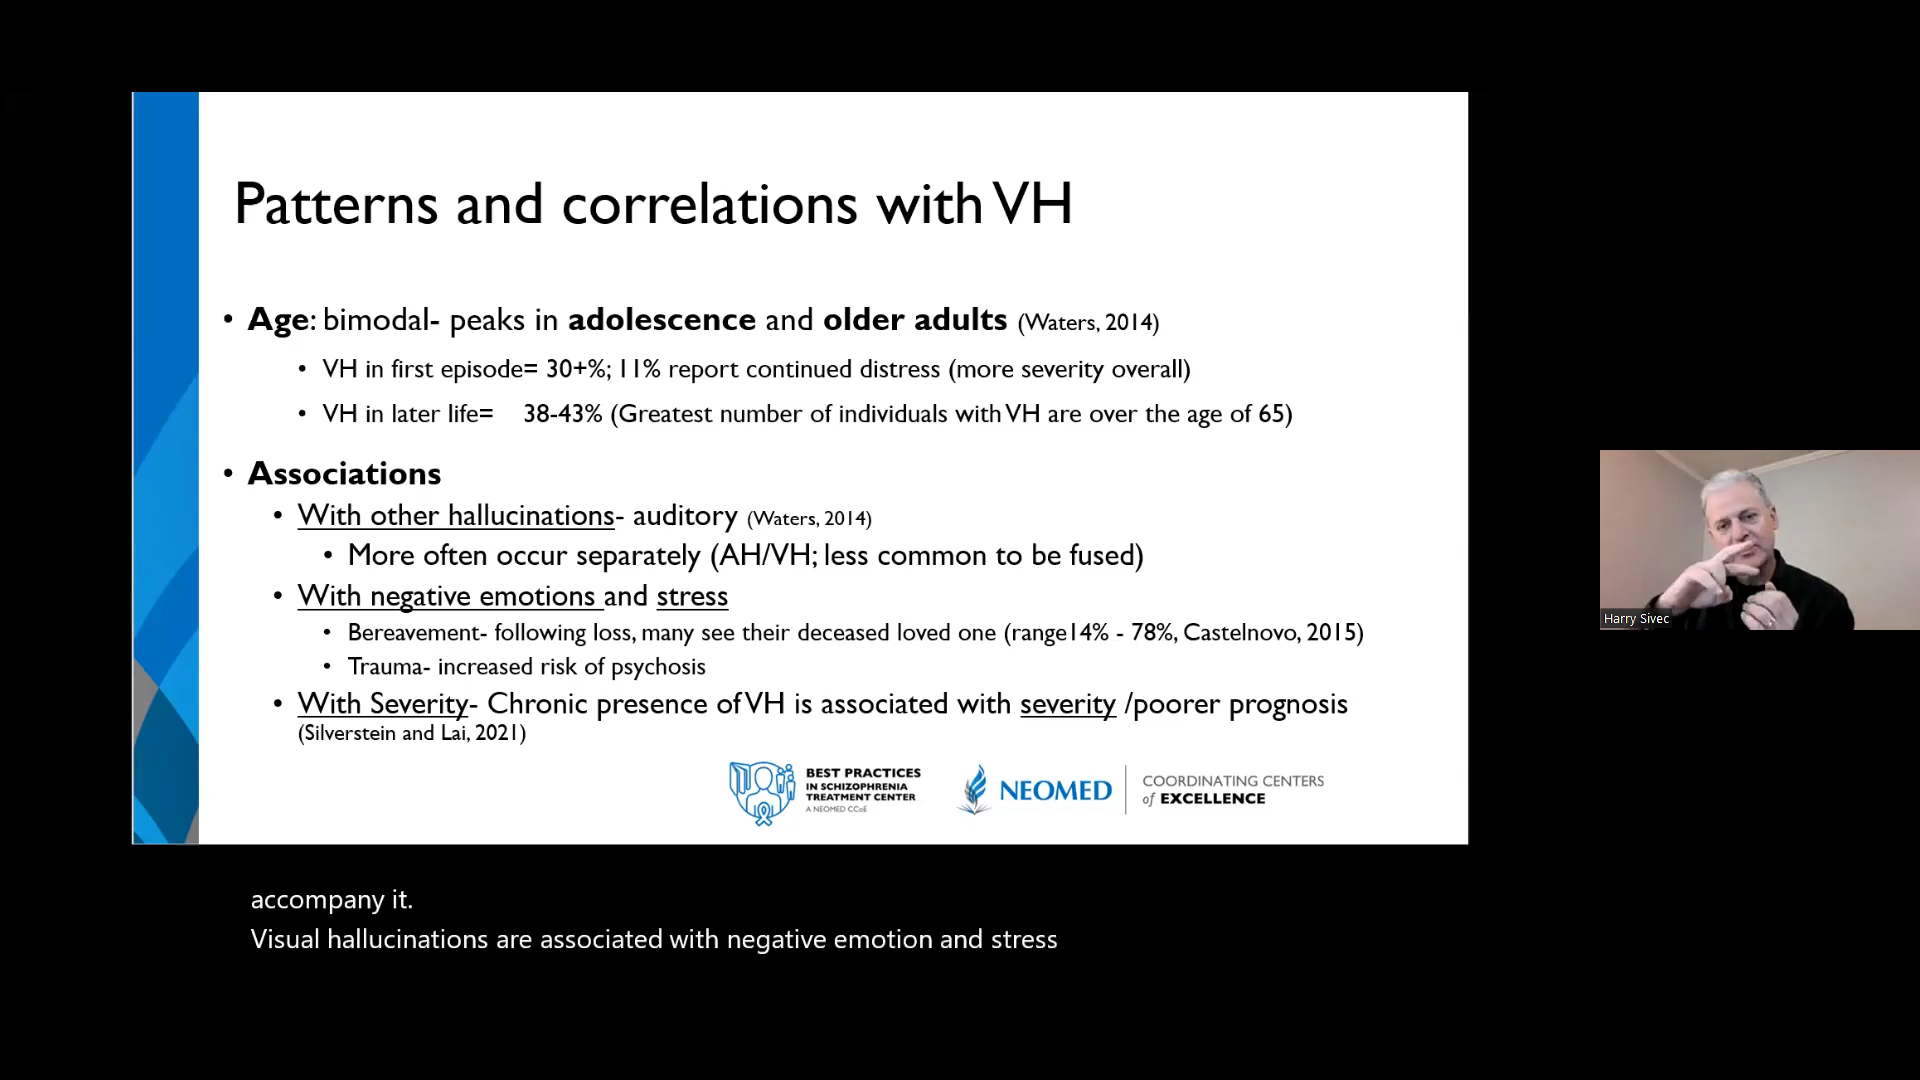 Patterns and correlations with VH
• Age: bimodal- peaks in adolescence and older adults (Waters, 2014)
• VH in first episode= 30+%; 11% report continued distress (more severity overall)
• VH in later life= 38-43% (Greatest number of individuals with VH are over the age of 65)
• Associations
• With other hallucinations- auditory (Waters, 2014)
• More often occur separately (AH/VH; less common to be fused)
• With negative emotions and stress
• Bereavement- following loss, many see their deceased loved one (range14% - 78%, Castelnovo, 2015)
• Trauma- increased risk of psychosis
• With Severity- Chronic presence of VH is associated with severity /poorer prognosis
(Silverstein and Lai, 2021)
BEST PRACTICES
IN SCHIZOPHRENIA
TREATMENT CENTER
A NEOMED CCoE
NEOMED
COORDINATING CENTERS
of EXCELLENCE
Harry Sivec
accompany it.
Visual hallucinations are associated with negative emotion and stress